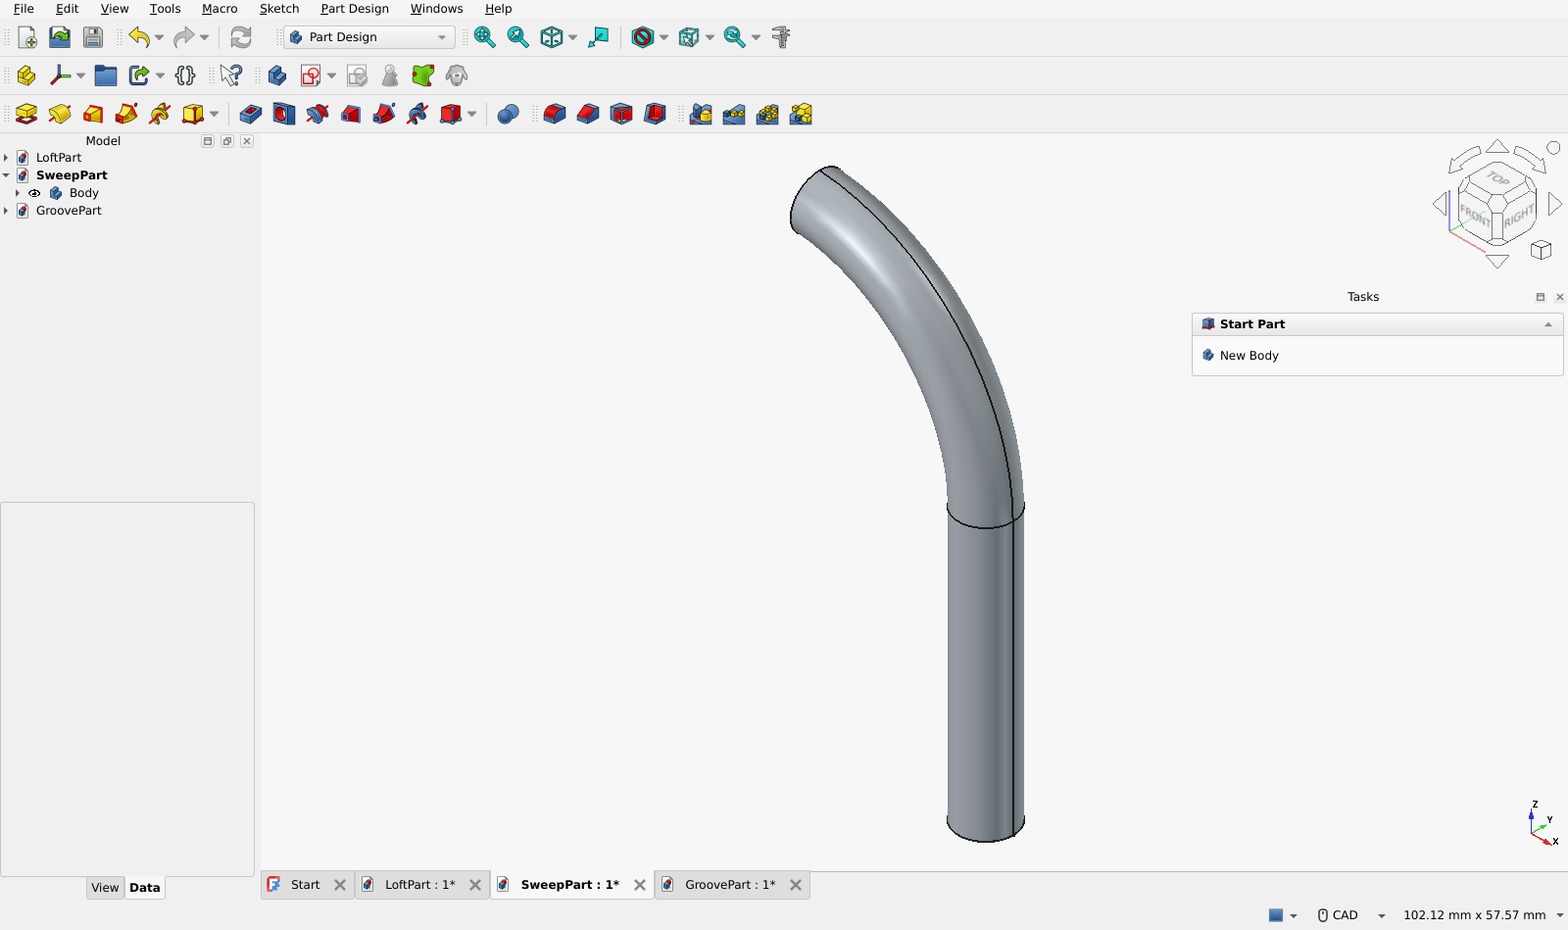 File Edit View Tools Macro Sketch Part Design Windows Help
Part Design
Model
LoftPart
SweepPart
Body
GroovePart
TOP
FRONT
RIGHT
Tasks
Start Part
New Body
Z
Y
X
View Data
Start LoftPart : 1* SweepPart : 1* GroovePart : 1*
CAD 102.12 mm x 57.57 mm